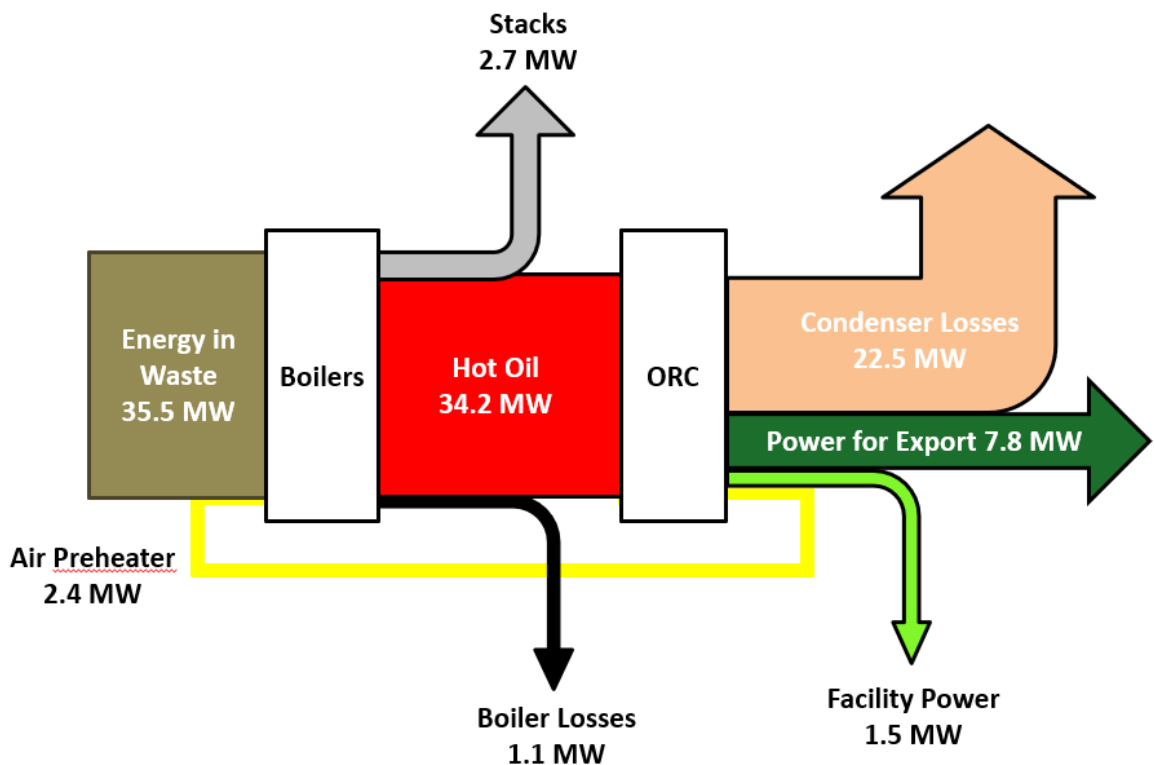 Stacks
2.7 MW
Energy in
Waste
35.5 MW
Boilers
Hot Oil
34.2 MW
ORC
Condenser Losses
22.5 MW
Power for Export 7.8 MW
Air Preheater
2.4 MW
Boiler Losses
1.1 MW
Facility Power
1.5 MW